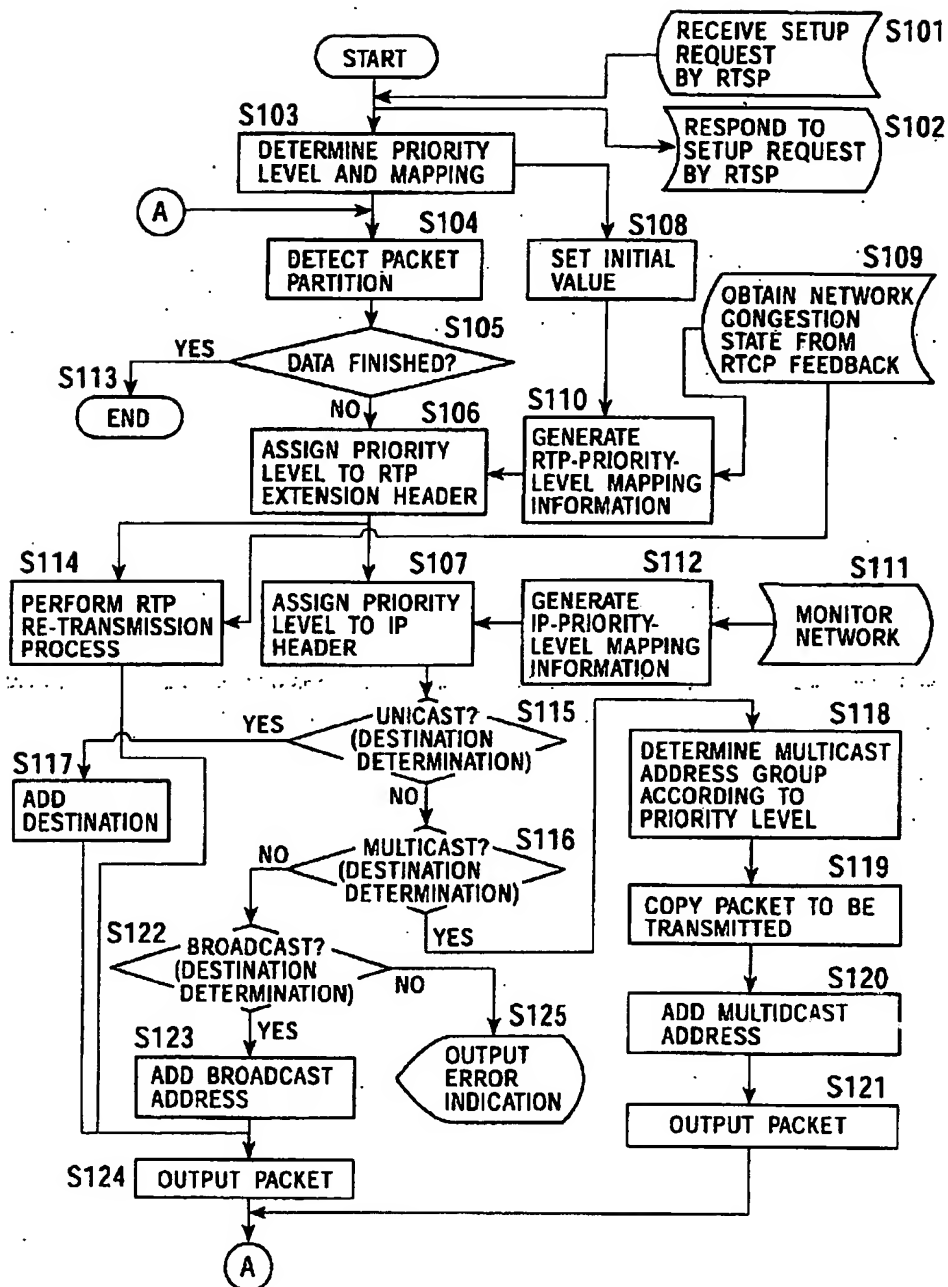 START
RECEIVE SETUP
REQUEST
BY RTSP
S101
S102
RESPOND TO
SETUP REQUEST
BY RTSP
S103
DETERMINE PRIORITY
LEVEL AND MAPPING
A
S104
DETECT PACKET
PARTITION
S108
SET INITIAL
VALUE
S109
OBTAIN NETWORK
CONGESTION
STATE FROM
RTCP FEEDBACK
S105
DATA FINISHED?
YES
S113
END
NO
S106
ASSIGN PRIORITY
LEVEL TO RTP
EXTENSION HEADER
S110
GENERATE
RTP-PRIORITY-
LEVEL MAPPING
INFORMATION
S114
PERFORM RTP
RE-TRANSMISSION
PROCESS
S107
ASSIGN PRIORITY
LEVEL TO IP
HEADER
S112
GENERATE
IP-PRIORITY-
LEVEL MAPPING
INFORMATION
S111
MONITOR
NETWORK
S115
UNICAST?
(DESTINATION
DETERMINATION)
YES
NO
S117
ADD
DESTINATION
S118
DETERMINE MULTICAST
ADDRESS GROUP
ACCORDING TO
PRIORITY LEVEL
S116
MULTICAST?
(DESTINATION
DETERMINATION)
NO
YES
S119
COPY PACKET TO BE
TRANSMITTED
S122
BROADCAST?
(DESTINATION
DETERMINATION)
NO
YES
S120
ADD MULTIDCAST
ADDRESS
S123
ADD BROADCAST
ADDRESS
S125
OUTPUT
ERROR
INDICATION
S121
OUTPUT PACKET
S124
OUTPUT PACKET
A